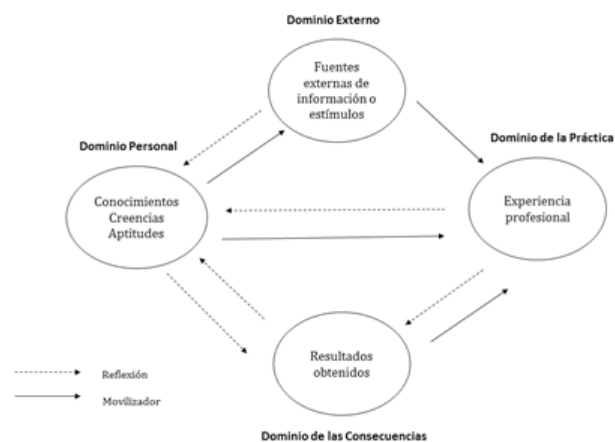 Dominio Externo
Fuentes
externas de
información o
estímulos
Dominio Personal
Dominio de la Práctica
Conocimientos
Creencias
Aptitudes
Experiencia
profesional
Resultados
obtenidos
Reflexión
Movilizador
Dominio de las Consecuencias